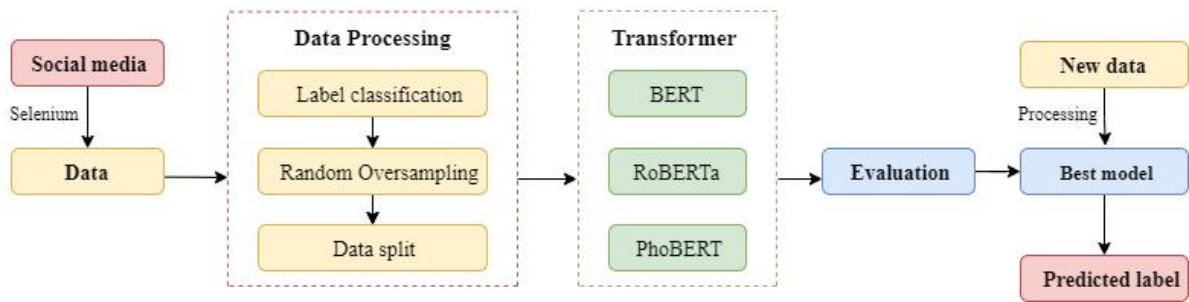 Social media
Selenium
Data
Data Processing
Label classification
Random Oversampling
Data split
Transformer
BERT
RoBERTa
PhoBERT
Evaluation
New data
Processing
Best model
Predicted label